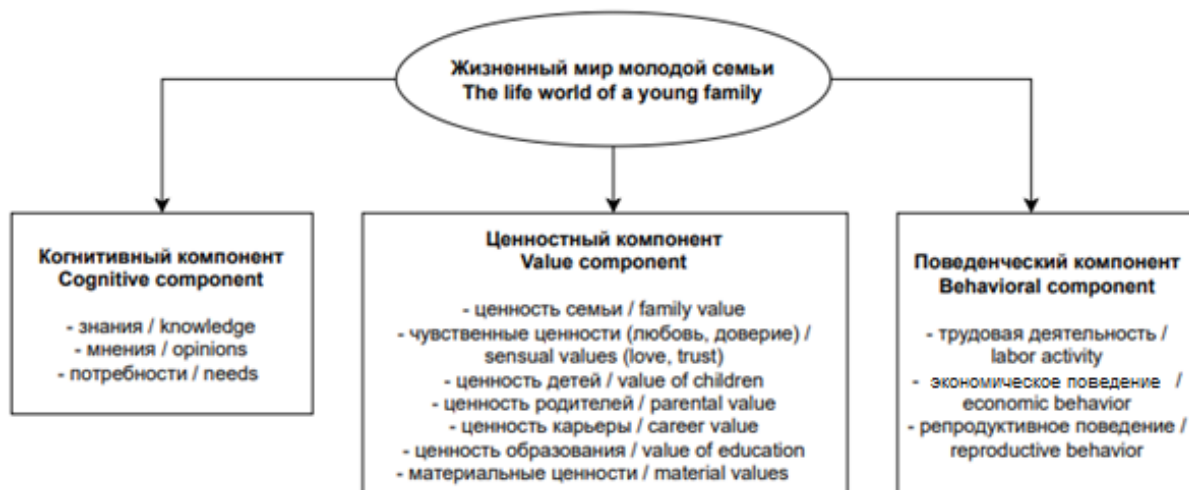 Жизненный мир молодой семьи
The life world of a young family
Когнитивный компонент
Cognitive component
- знания / knowledge
- мнения / opinions
- потребности / needs
Ценностный компонент
Value component
- ценность семьи / family value
- чувственные ценности (любовь, доверие) /
sensual values (love, trust)
- ценность детей / value of children
- ценность родителей / parental value
- ценность карьеры / career value
- ценность образования / value of education
- материальные ценности / material values
Поведенческий компонент
Behavioral component
- трудовая деятельность /
labor activity
- экономическое поведение /
economic behavior
- репродуктивное поведение /
reproductive behavior